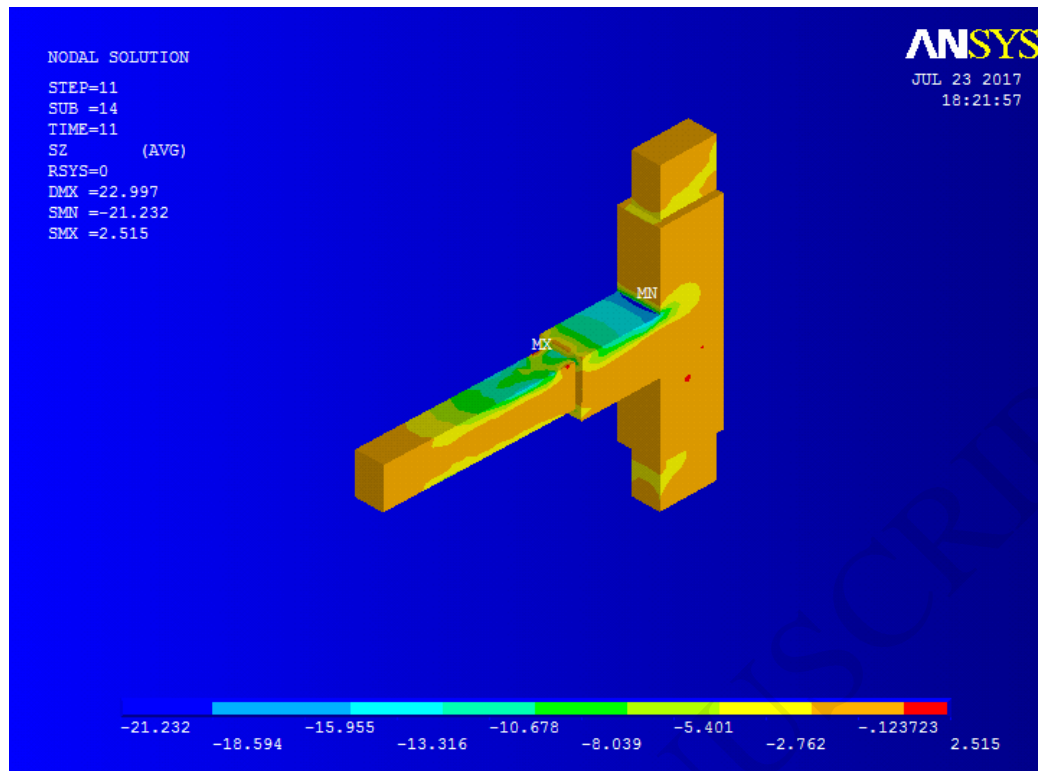 NODAL SOLUTION
STEP=11
SUB =14
TIME=11
SZ (AVG)
RSYS=0
DMX =22.997
SMN =-21.232
SMX =2.515
ANSYS
JUL 23 2017
18:21:57
MN
MX
-21.232 -15.955 -10.678 -5.401 -.123723
-18.594 -13.316 -8.039 -2.762 2.515